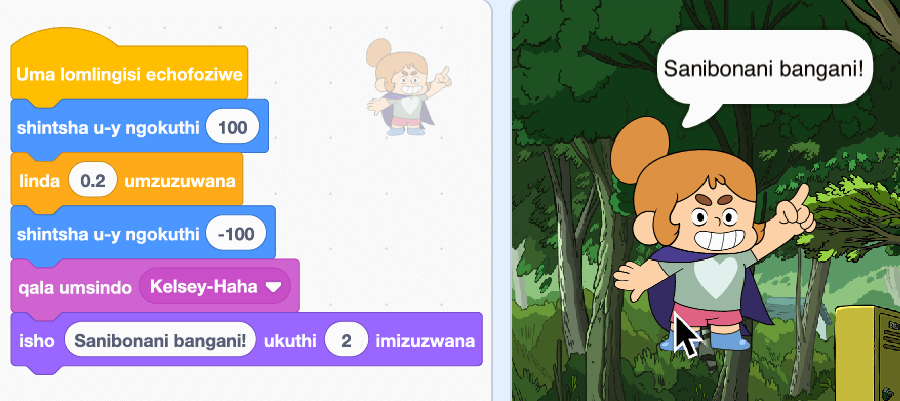 Uma lomlingisi echofoziwe
shintsha u-y ngokuthi 100
linda 0.2 umzuzuwana
shintsha u-y ngokuthi -100
qala umsindo Kelsey-Haha
isho Sanibonani bangani! ukuthi 2 imizuzwana
Sanibonani bangani!